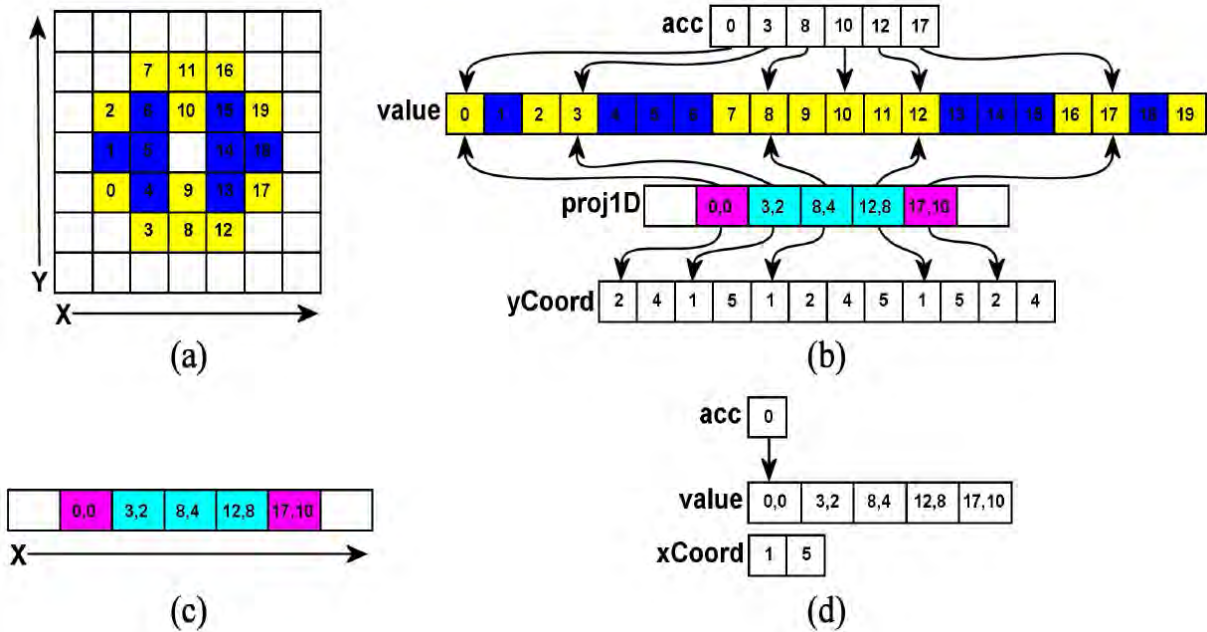 7 11 16
2 6 10 15 19
1 5 14 18
0 4 9 13 17
3 8 12
Y
X
(a)
acc 0 3 8 10 12 17
value 0 1 2 3 4 5 6 7 8 9 10 11 12 13 14 15 16 17 18 19
proj1D 0,0 3,2 8,4 12,8 17,10
yCoord 2 4 1 5 1 2 4 5 1 5 2 4
(b)
0,0 3,2 8,4 12,8 17,10
X
(c)
acc 0
value 0,0 3,2 8,4 12,8 17,10
xCoord 1 5
(d)